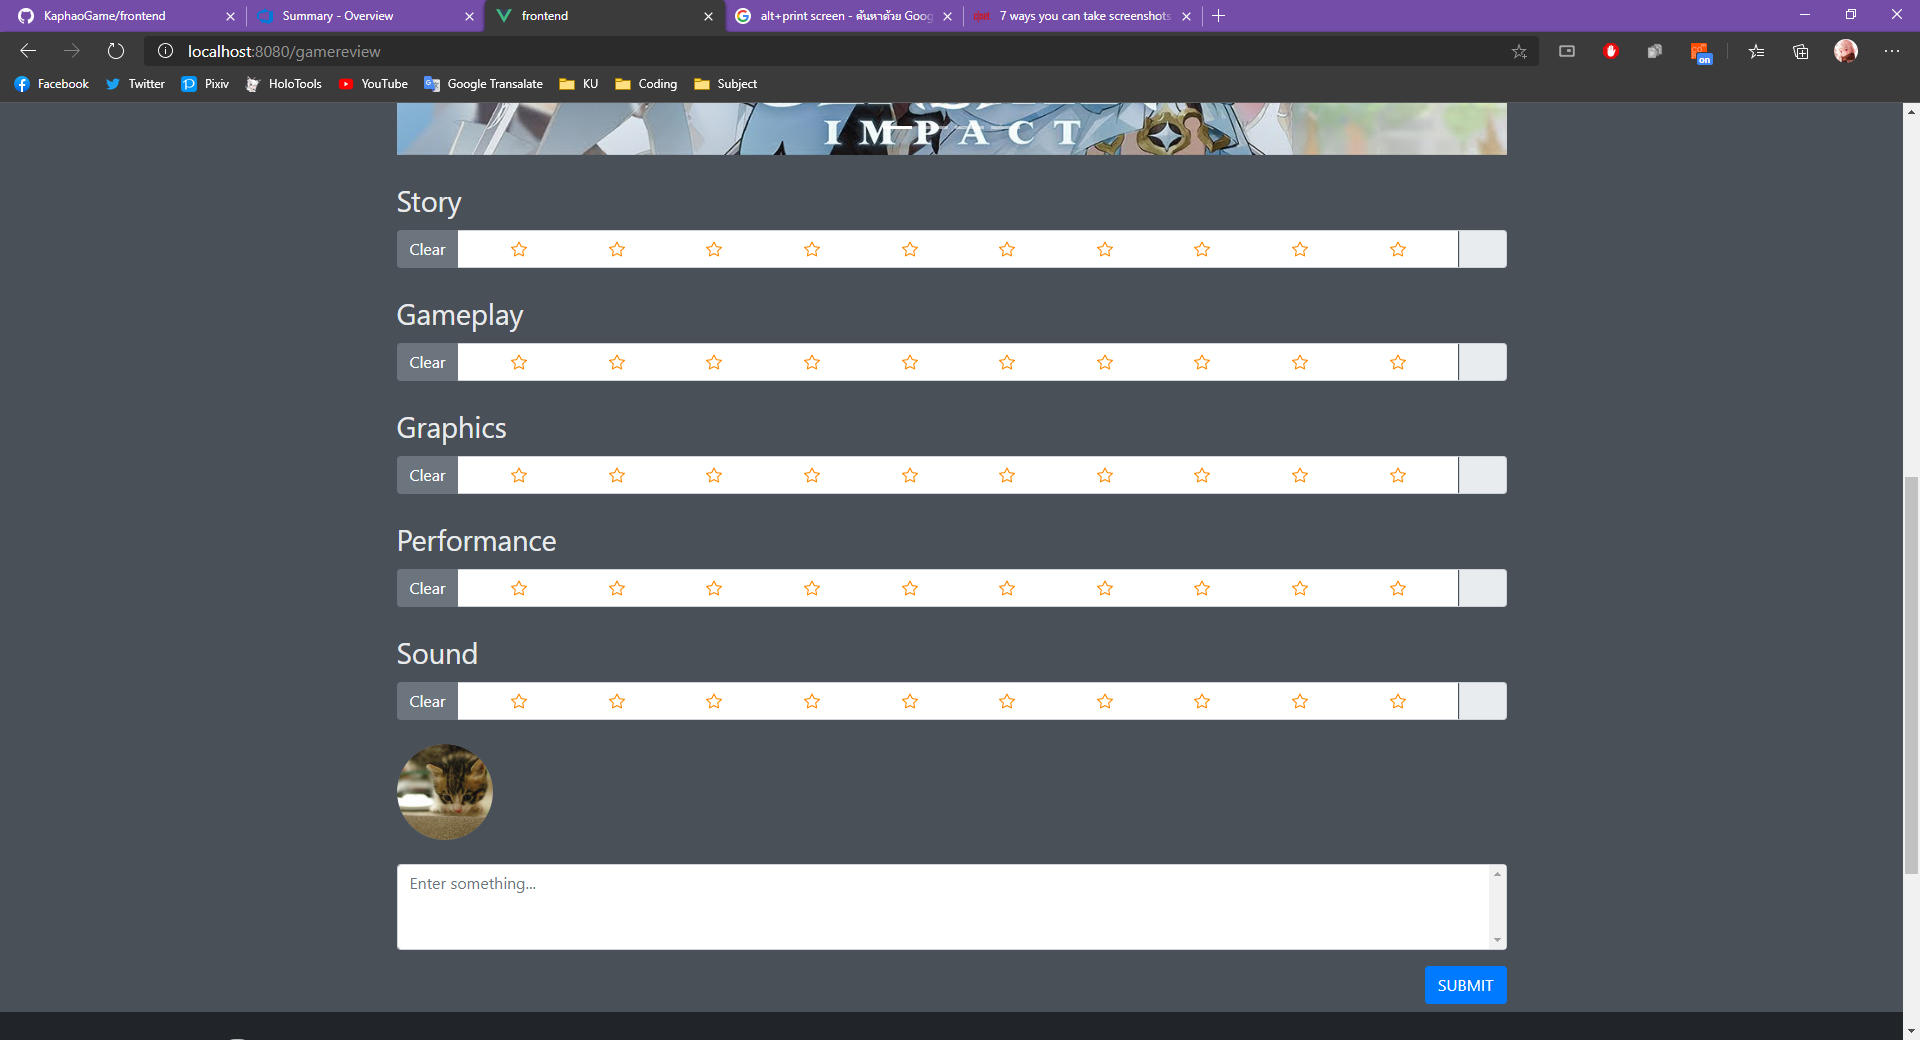 KaphaoGame/frontend
Summary - Overview
frontend
alt+print screen - ค้นหาด้วย Goog
7 ways you can take screenshots
localhost:8080/gamereview
on
Facebook
Twitter
Pixiv
HoloTools
YouTube
Google Transalate
KU
Coding
Subject
IMPACT
Story
Clear
Gameplay
Clear
Graphics
Clear
Performance
Clear
Sound
Clear
Enter something...
SUBMIT